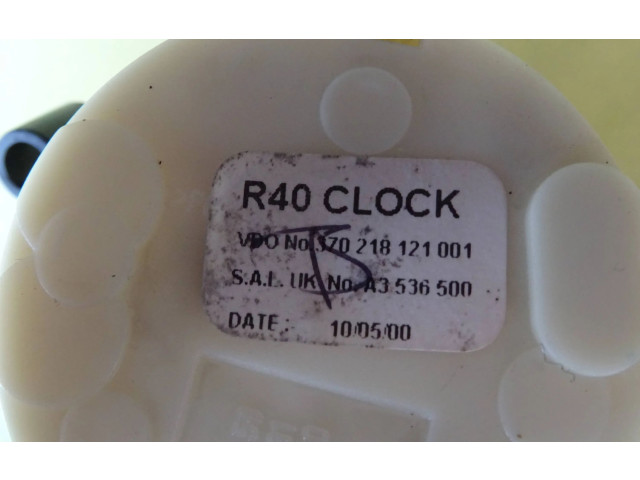 R40 CLOCK
VDO No.370 218 121 001
S.A.L. UK. No. A3 536 500
DATE : 10/05/00